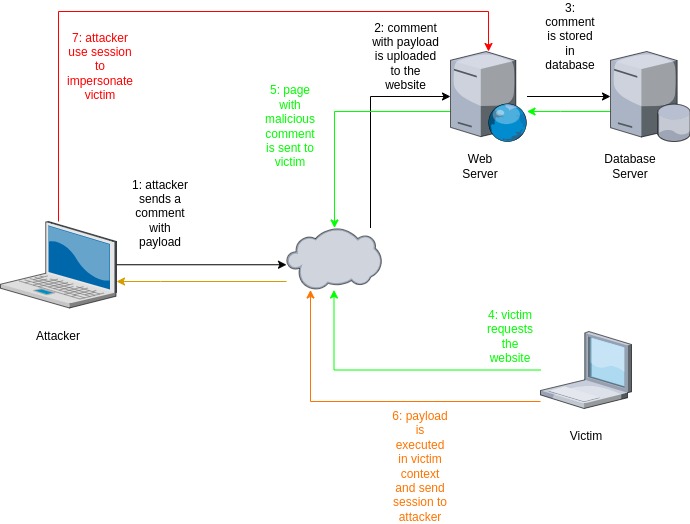 7: attacker
use session
to
impersonate
victim
2: comment
with payload
is uploaded
to the
website
3:
comment
is stored
in
database
5: page
with
malicious
comment
is sent to
victim
Web
Server
Database
Server
1: attacker
sends a
comment
with
payload
Attacker
4: victim
requests
the
website
Victim
6: payload
is
executed
in victim
context
and send
session to
attacker